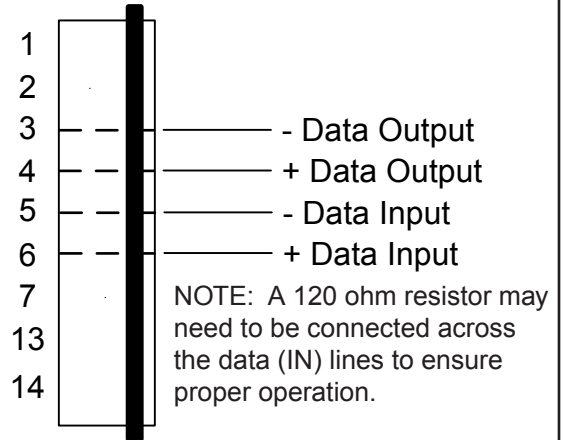 1
2
3 - Data Output
4 + Data Output
5 - Data Input
6 + Data Input
7 NOTE: A 120 ohm resistor may
13 need to be connected across
the data (IN) lines to ensure
14 proper operation.